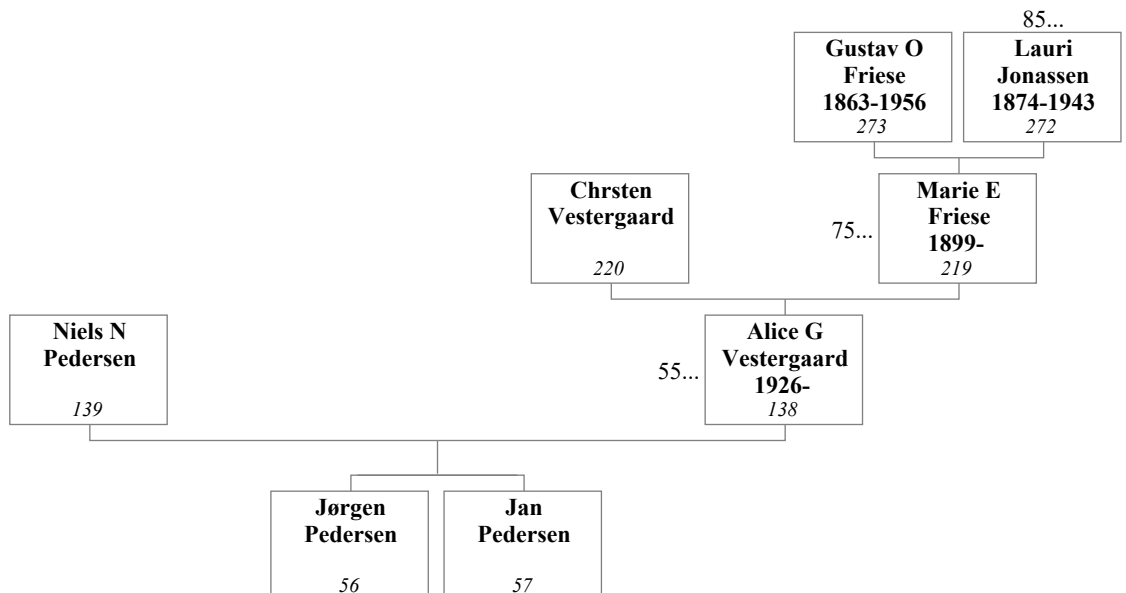 85...
Gustav O
Friese
1863-1956
273
Lauri
Jonassen
1874-1943
272
Chrsten
Vestergaard
220
75...
Marie E
Friese
1899-
219
Niels N
Pedersen
139
55...
Alice G
Vestergaard
1926-
138
Jørgen
Pedersen
56
Jan
Pedersen
57